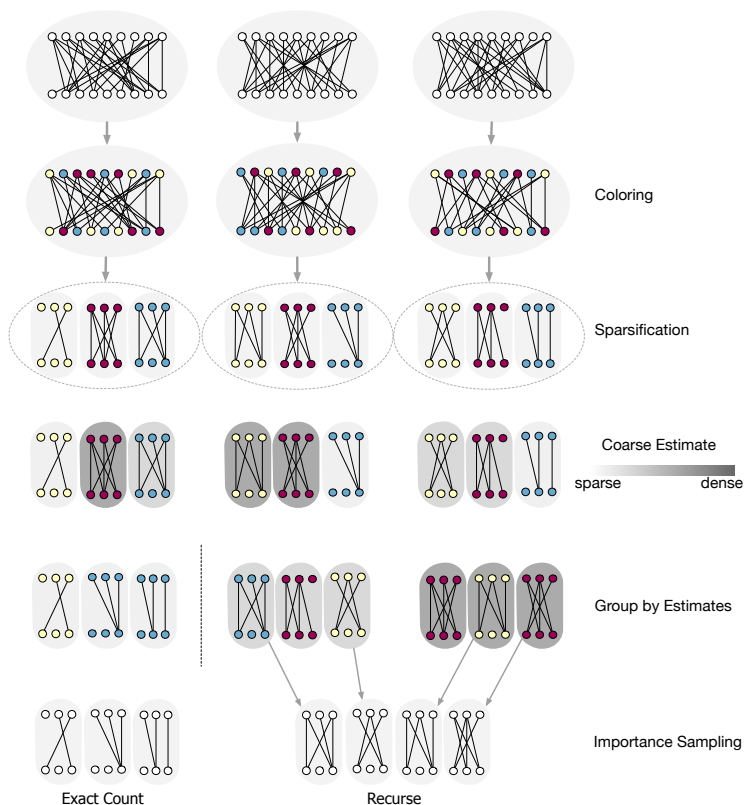 Coloring
Sparsification
Coarse Estimate
sparse dense
Group by Estimates
Importance Sampling
Exact Count Recurse